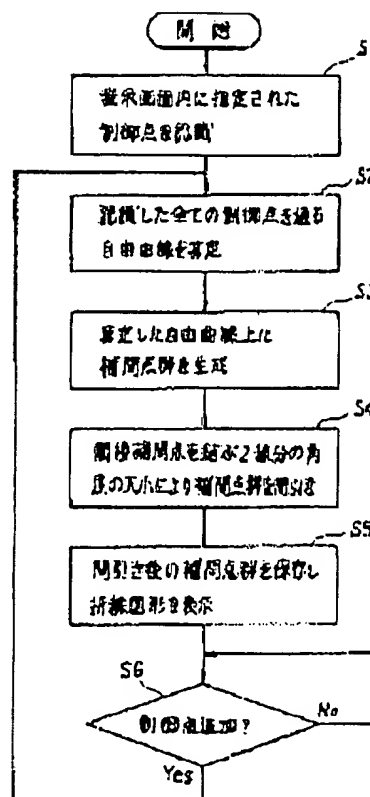 開始
S1
表示画面内に指定された
制御点を認識
S2
認識した全ての制御点を通る
自由曲線を算定
S3
算定した自由曲線上に
補間点群を生成
S4
隣接補間点を結ぶ2線分の角
度の大小により補間点群を間引き
S5
間引き後の補間点群を保存し
折線図形を表示
S6
制御点追加?
No
Yes